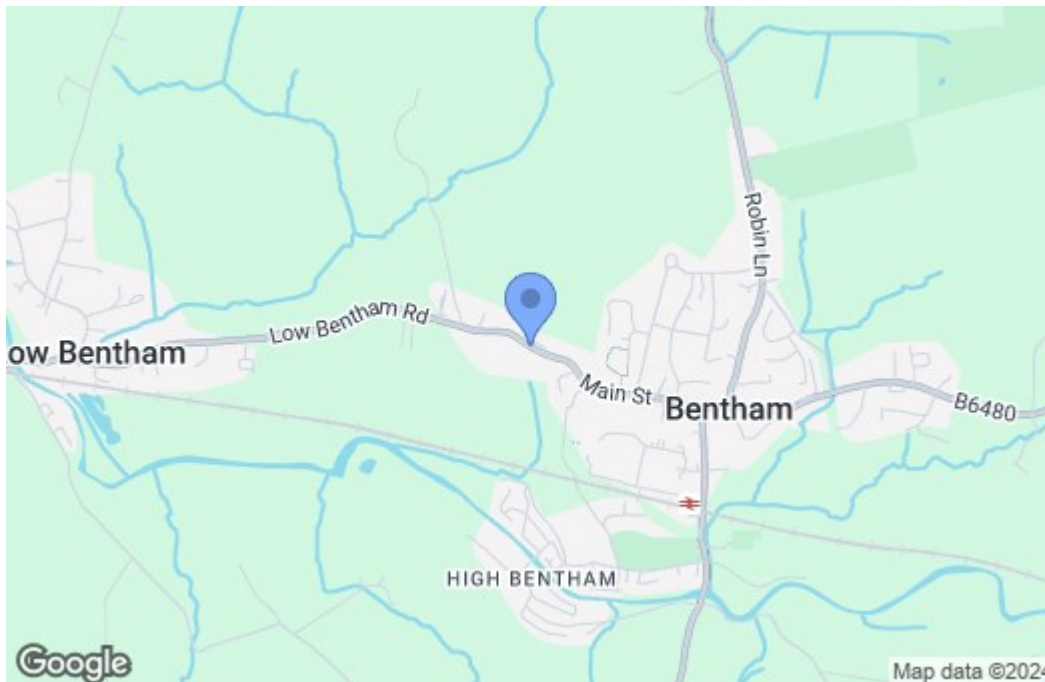 Robin Ln
Low Bentham Rd
ow Bentham
Main St
Bentham
B6480
HIGH BENTHAM
Google
Map data ©2024